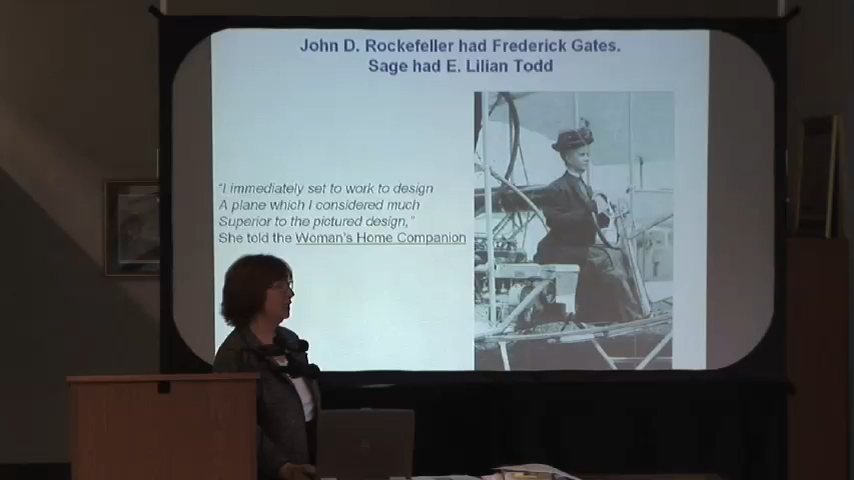 John D. Rockefeller had Frederick Gates.
Sage had E. Lilian Todd
"I immediately set to work to design
A plane which I considered much
Superior to the pictured design,"
She told the Woman's Home Companion